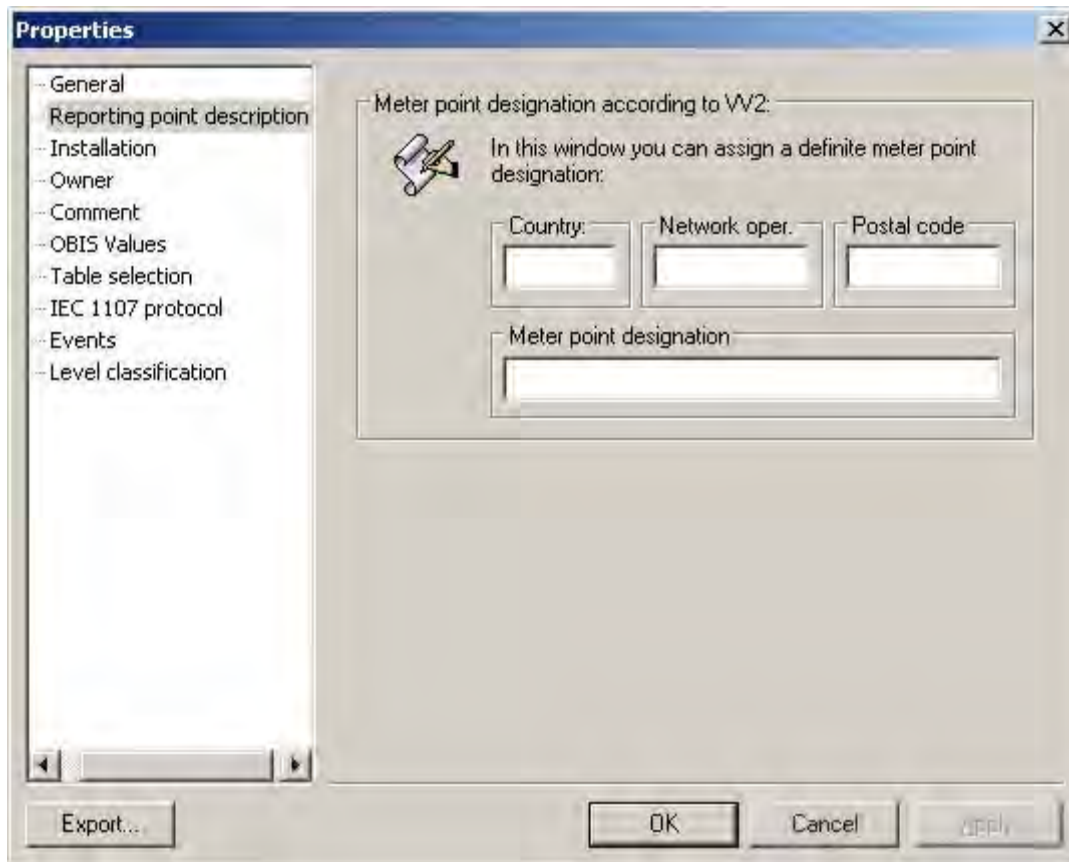 Properties
General
Reporting point description
Installation
Owner
Comment
OBIS Values
Table selection
IEC 1107 protocol
Events
Level classification
Meter point designation according to VV2:
In this window you can assign a definite meter point
designation:
Country:
Network oper.
Postal code
Meter point designation
Export...
OK
Cancel
Apply